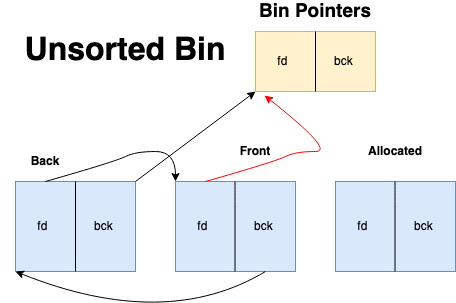 Bin Pointers
Unsorted Bin
fd
bck
Back
Front
Allocated
fd
bck
fd
bck
fd
bck